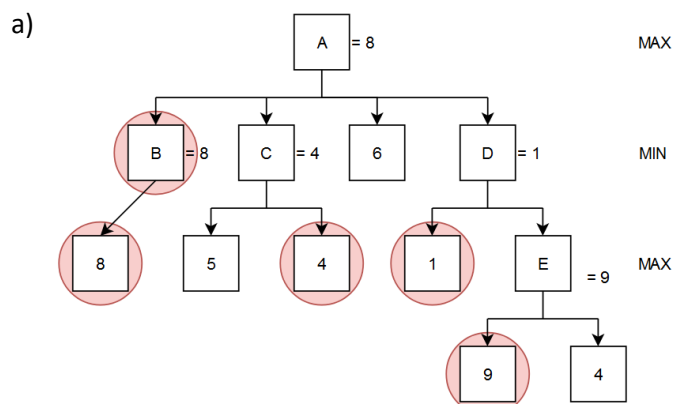 a)
A = 8 MAX
B = 8 C = 4 6 D = 1 MIN
8 5 4 1 E = 9 MAX
9 4